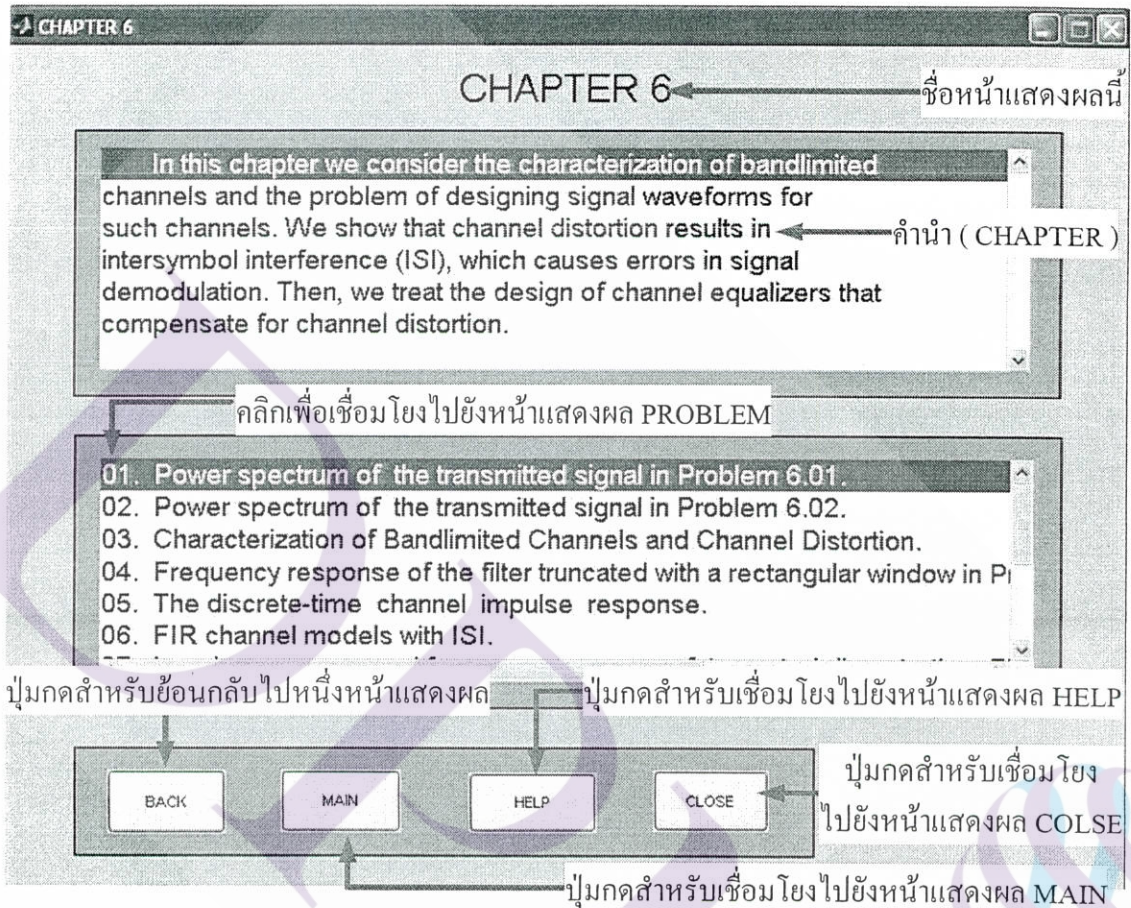 CHAPTER 6
CHAPTER 6
ชื่อหน้าแสดงผลนี้
In this chapter we consider the characterization of bandlimited
channels and the problem of designing signal waveforms for
such channels. We show that channel distortion results in
คำนำ ( CHAPTER )
intersymbol interference (ISI), which causes errors in signal
demodulation. Then, we treat the design of channel equalizers that
compensate for channel distortion.
คลิกเพื่อเชื่อมโยงไปยังหน้าแสดงผล PROBLEM
01. Power spectrum of the transmitted signal in Problem 6.01.
02. Power spectrum of the transmitted signal in Problem 6.02.
03. Characterization of Bandlimited Channels and Channel Distortion.
04. Frequency response of the filter truncated with a rectangular window in
05. The discrete-time channel impulse response.
06. FIR channel models with ISI.
ปุ่มกดสำหรับย้อนกลับไปหนึ่งหน้าแสดงผล
ปุ่มกดสำหรับเชื่อมโยงไปยังหน้าแสดงผล HELP
BACK
MAIN
HELP
CLOSE
ปุ่มกดสำหรับเชื่อมโยง
ไปยังหน้าแสดงผล COLSE
ปุ่มกดสำหรับเชื่อมโยงไปยังหน้าแสดงผล MAIN